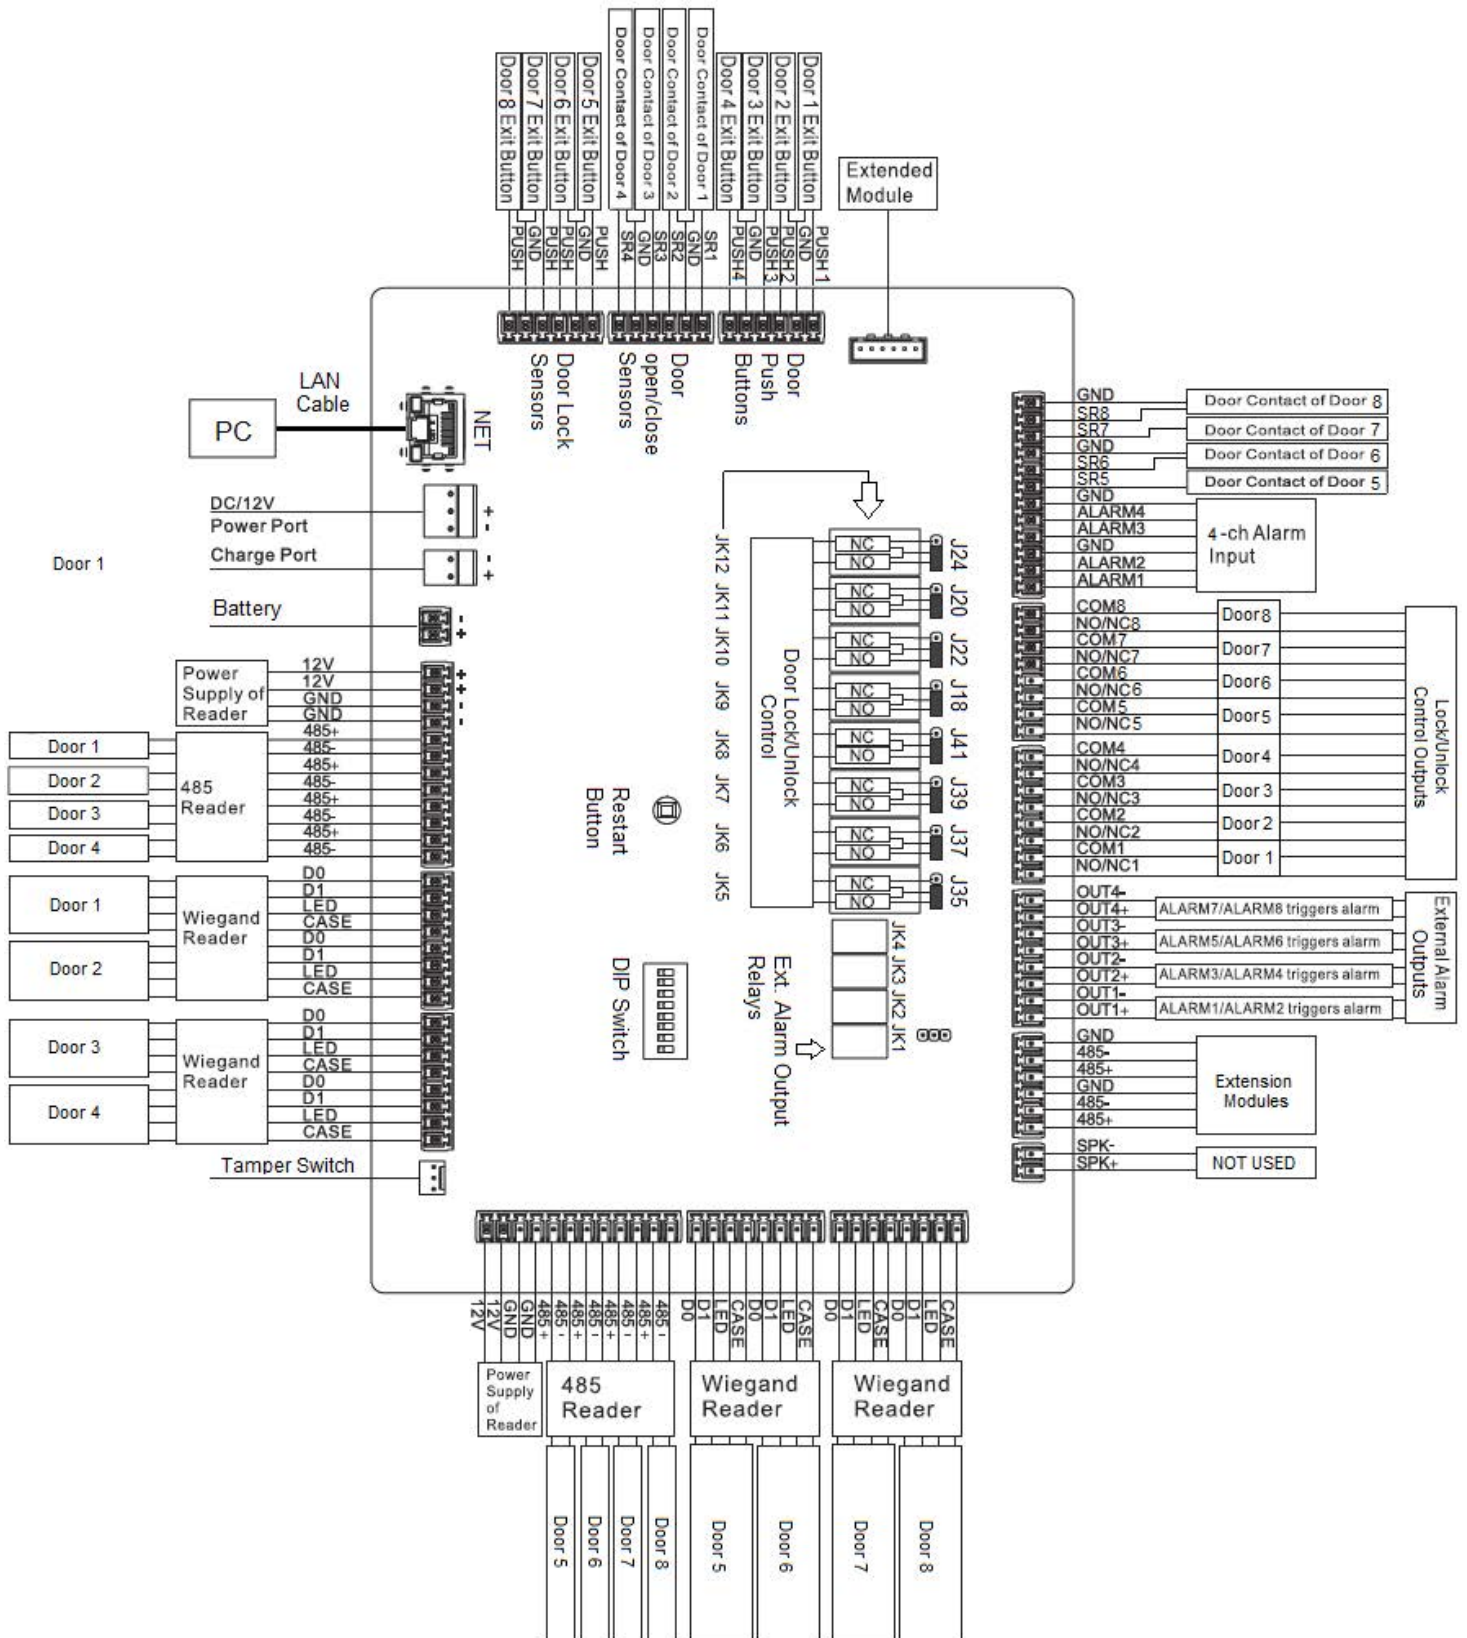 Door 8 Exit Button
Door 7 Exit Button
Door 6 Exit Button
Door 5 Exit Button
Door Contact of Door 4
Door Contact of Door 3
Door Contact of Door 2
Door Contact of Door 1
Door 4 Exit Button
Door 3 Exit Button
Door 2 Exit Button
Door 1 Exit Button
Extended
Module
PUSH
GND
PUSH
PUSH
GND
PUSH
SR4
GND
SR3
SR2
GND
SR1
PUSH4
GND
PUSH3
PUSH2
GND
PUSH1
Door Lock
Sensors
Door
open/close
Sensors
Door
Push
Buttons
LAN
Cable
PC
NET
DC/12V
Power Port
+
-
Charge Port
-
+
Door 1
Battery
-
+
Power
Supply of
Reader
12V
12V
GND
GND
+
+
-
-
485+
485-
485+
485-
485+
485-
485+
485-
Door 1
Door 2
Door 3
Door 4
485
Reader
D0
D1
LED
CASE
D0
D1
LED
CASE
Door 1
Door 2
Wiegand
Reader
D0
D1
LED
CASE
D0
D1
LED
CASE
Door 3
Door 4
Wiegand
Reader
Tamper Switch
JK12
JK11
JK10
JK9
JK8
JK7
JK6
JK5
Door Lock/Unlock
Control
NC
NO
J24
NC
NO
J20
NC
NO
J22
NC
NO
J18
NC
NO
J41
NC
NO
J39
NC
NO
J37
NC
NO
J35
Restart
Button
DIP Switch
Ext. Alarm Output
Relays
JK4
JK3
JK2
JK1
GND
SR8
SR7
GND
SR6
SR5
GND
ALARM4
ALARM3
GND
ALARM2
ALARM1
Door Contact of Door 8
Door Contact of Door 7
Door Contact of Door 6
Door Contact of Door 5
4-ch Alarm
Input
COM8
NO/NC8
COM7
NO/NC7
COM6
NO/NC6
COM5
NO/NC5
COM4
NO/NC4
COM3
NO/NC3
COM2
NO/NC2
COM1
NO/NC1
Door8
Door7
Door6
Door5
Door4
Door 3
Door 2
Door 1
Lock/Unlock
Control Outputs
OUT4-
OUT4+
OUT3-
OUT3+
OUT2-
OUT2+
OUT1-
OUT1+
ALARM7/ALARM8 triggers alarm
ALARM5/ALARM6 triggers alarm
ALARM3/ALARM4 triggers alarm
ALARM1/ALARM2 triggers alarm
External Alarm
Outputs
GND
485-
485+
GND
485-
485+
Extension
Modules
SPK-
SPK+
NOT USED
12V
12V
GND
GND
485+
485-
485+
485-
485+
485-
485+
485-
D0
D1
LED
CASE
D0
D1
LED
CASE
D0
D1
LED
CASE
D0
D1
LED
CASE
Power
Supply
of
Reader
485
Reader
Wiegand
Reader
Wiegand
Reader
Door 5
Door 6
Door 7
Door 8
Door 5
Door 6
Door 7
Door 8